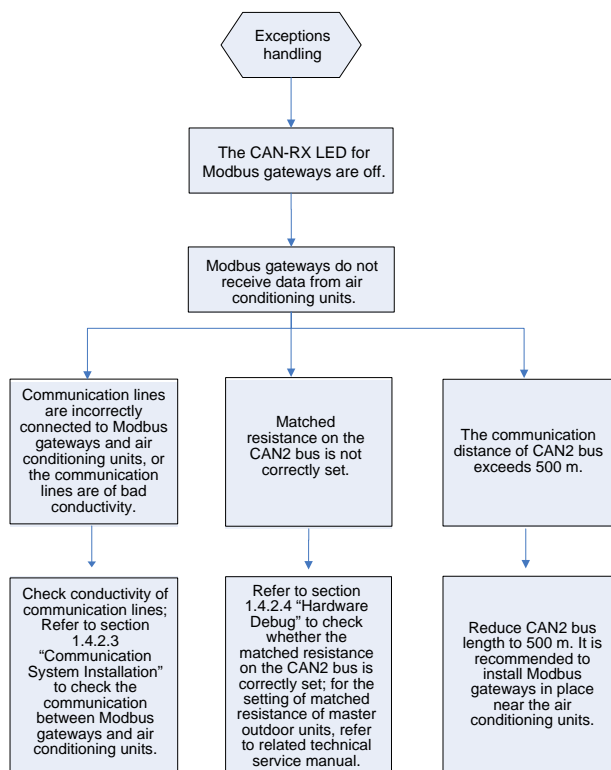 Exceptions
handling
The CAN-RX LED for
Modbus gateways are off.
Modbus gateways do not
receive data from air
conditioning units.
Communication lines
are incorrectly
connected to Modbus
gateways and air
conditioning units, or
the communication
lines are of bad
conductivity.
Matched
resistance on the
CAN2 bus is not
correctly set.
The communication
distance of CAN2 bus
exceeds 500 m.
Check conductivity of
communication lines;
Refer to section
1.4.2.3
“Communication
System Installation”
to check the
communication
between Modbus
gateways and air
conditioning units.
Refer to section
1.4.2.4 “Hardware
Debug” to check
whether the
matched resistance
on the CAN2 bus is
correctly set; for the
setting of matched
resistance of master
outdoor units, refer
to related technical
service manual.
Reduce CAN2 bus
length to 500 m. It is
recommended to
install Modbus
gateways in place
near the air
conditioning units.